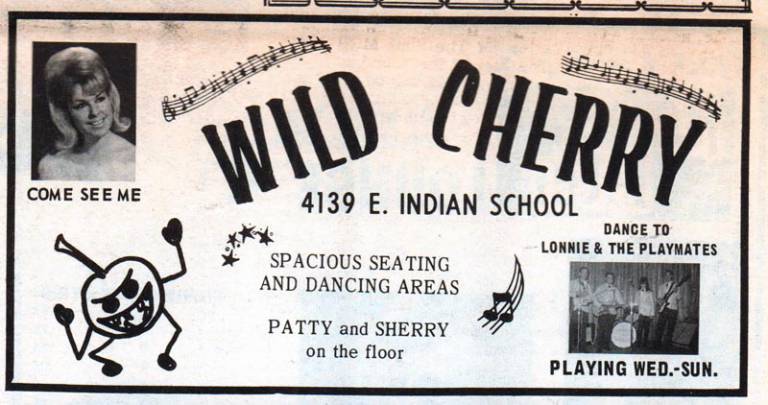 COME SEE ME
WILD CHERRY
4139 E. INDIAN SCHOOL
SPACIOUS SEATING
AND DANCING AREAS
PATTY and SHERRY
on the floor
DANCE TO
LONNIE & THE PLAYMATES
PLAYING WED.-SUN.